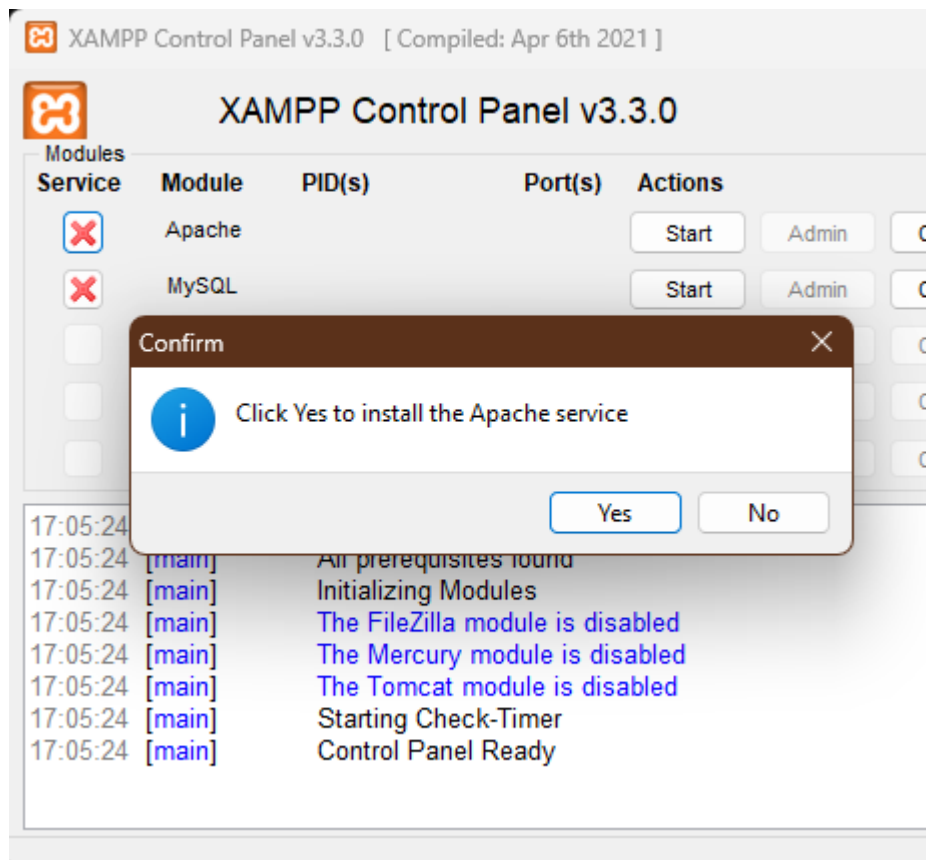 XAMPP Control Panel v3.3.0 [ Compiled: Apr 6th 2021 ]
XAMPP Control Panel v3.3.0
Modules
Service Module PID(s) Port(s) Actions
Apache Start Admin
MySQL Start Admin
Confirm
Click Yes to install the Apache service
Yes No
17:05:24
17:05:24 [main] All prerequisites found
17:05:24 [main] Initializing Modules
17:05:24 [main] The FileZilla module is disabled
17:05:24 [main] The Mercury module is disabled
17:05:24 [main] The Tomcat module is disabled
17:05:24 [main] Starting Check-Timer
17:05:24 [main] Control Panel Ready